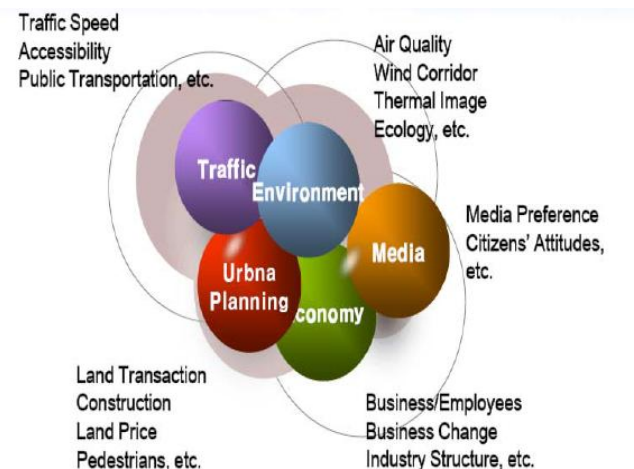 Traffic Speed
Accessibility
Public Transportation, etc.
Air Quality
Wind Corridor
Thermal Image
Ecology, etc.
Traffic
Environment
Media Preference
Citizens' Attitudes,
etc.
Media
Urbna
Planning
conomy
Land Transaction
Construction
Land Price
Pedestrians, etc.
Business/Employees
Business Change
Industry Structure, etc.